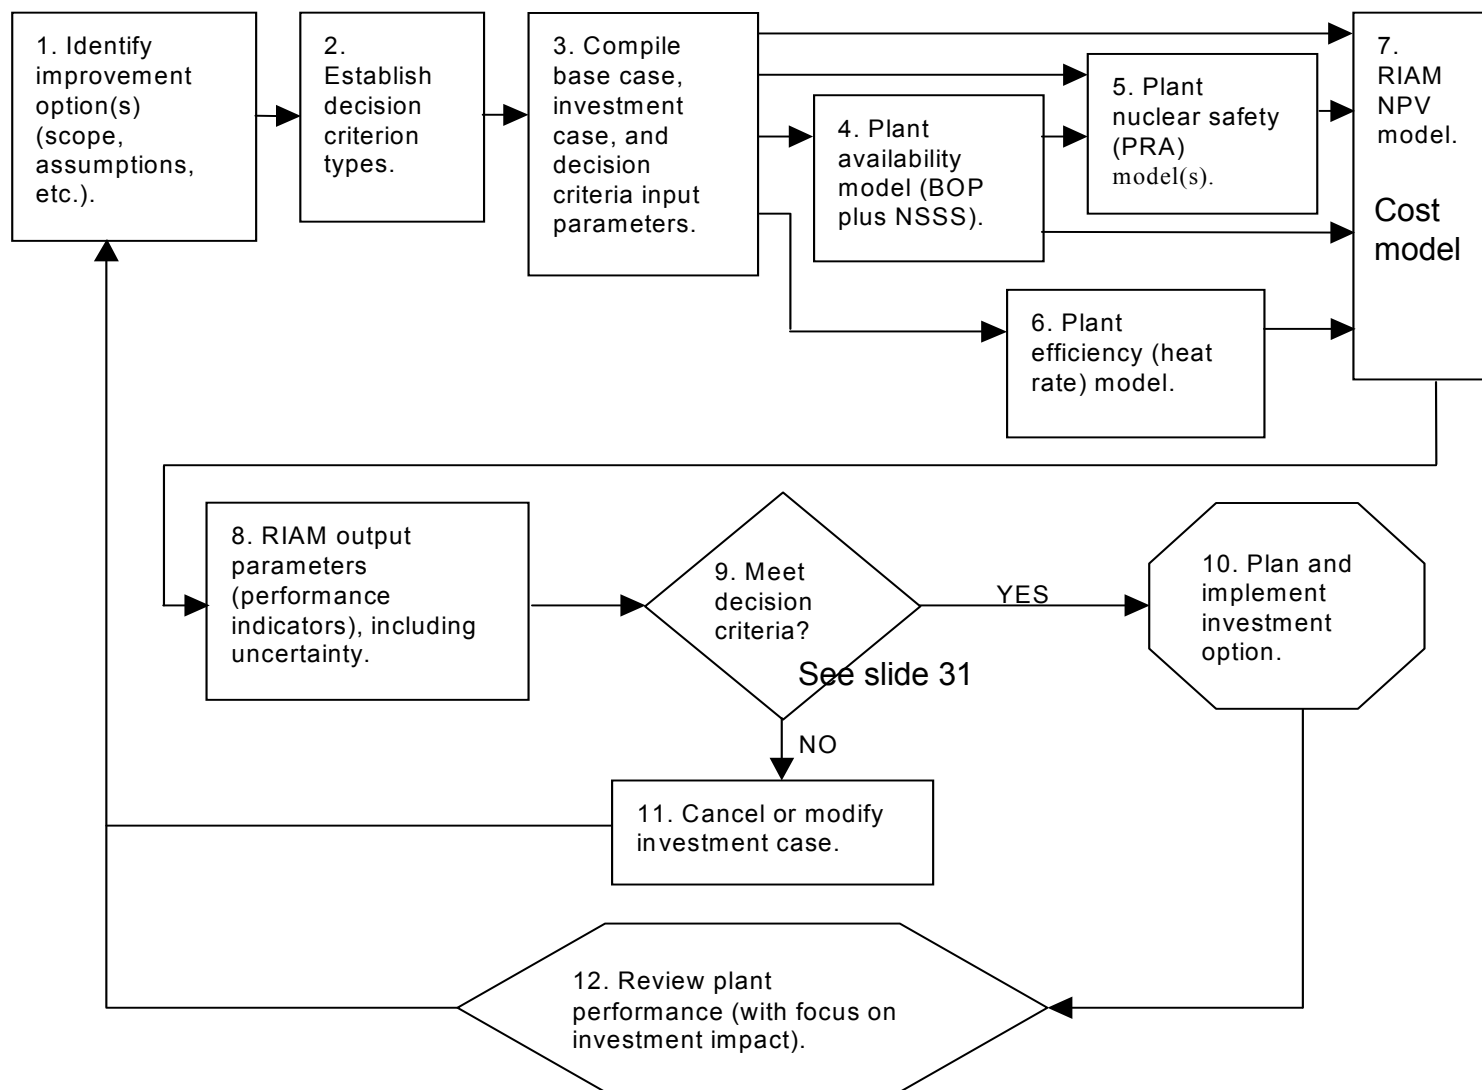 1. Identify
improvement
option(s)
(scope,
assumptions,
etc.).
2.
Establish
decision
criterion
types.
3. Compile
base case,
investment
case, and
decision
criteria input
parameters.
4. Plant
availability
model (BOP
plus NSSS).
5. Plant
nuclear safety
(PRA)
model(s).
6. Plant
efficiency (heat
rate) model.
7.
RIAM
NPV
model.
Cost
model
8. RIAM output
parameters
(performance
indicators), including
uncertainty.
9. Meet
decision
criteria?
See slide 31
YES
NO
10. Plan and
implement
investment
option.
11. Cancel or modify
investment case.
12. Review plant
performance (with focus on
investment impact).